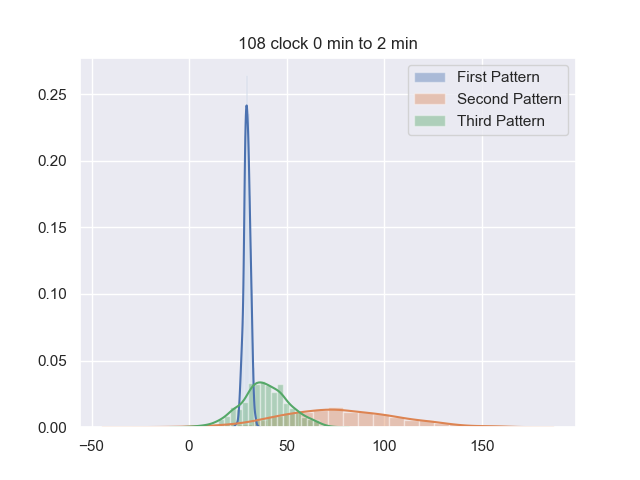 108 clock 0 min to 2 min
First Pattern
Second Pattern
Third Pattern
0.25
0.20
0.15
0.10
0.05
0.00
−50
0
50
100
150